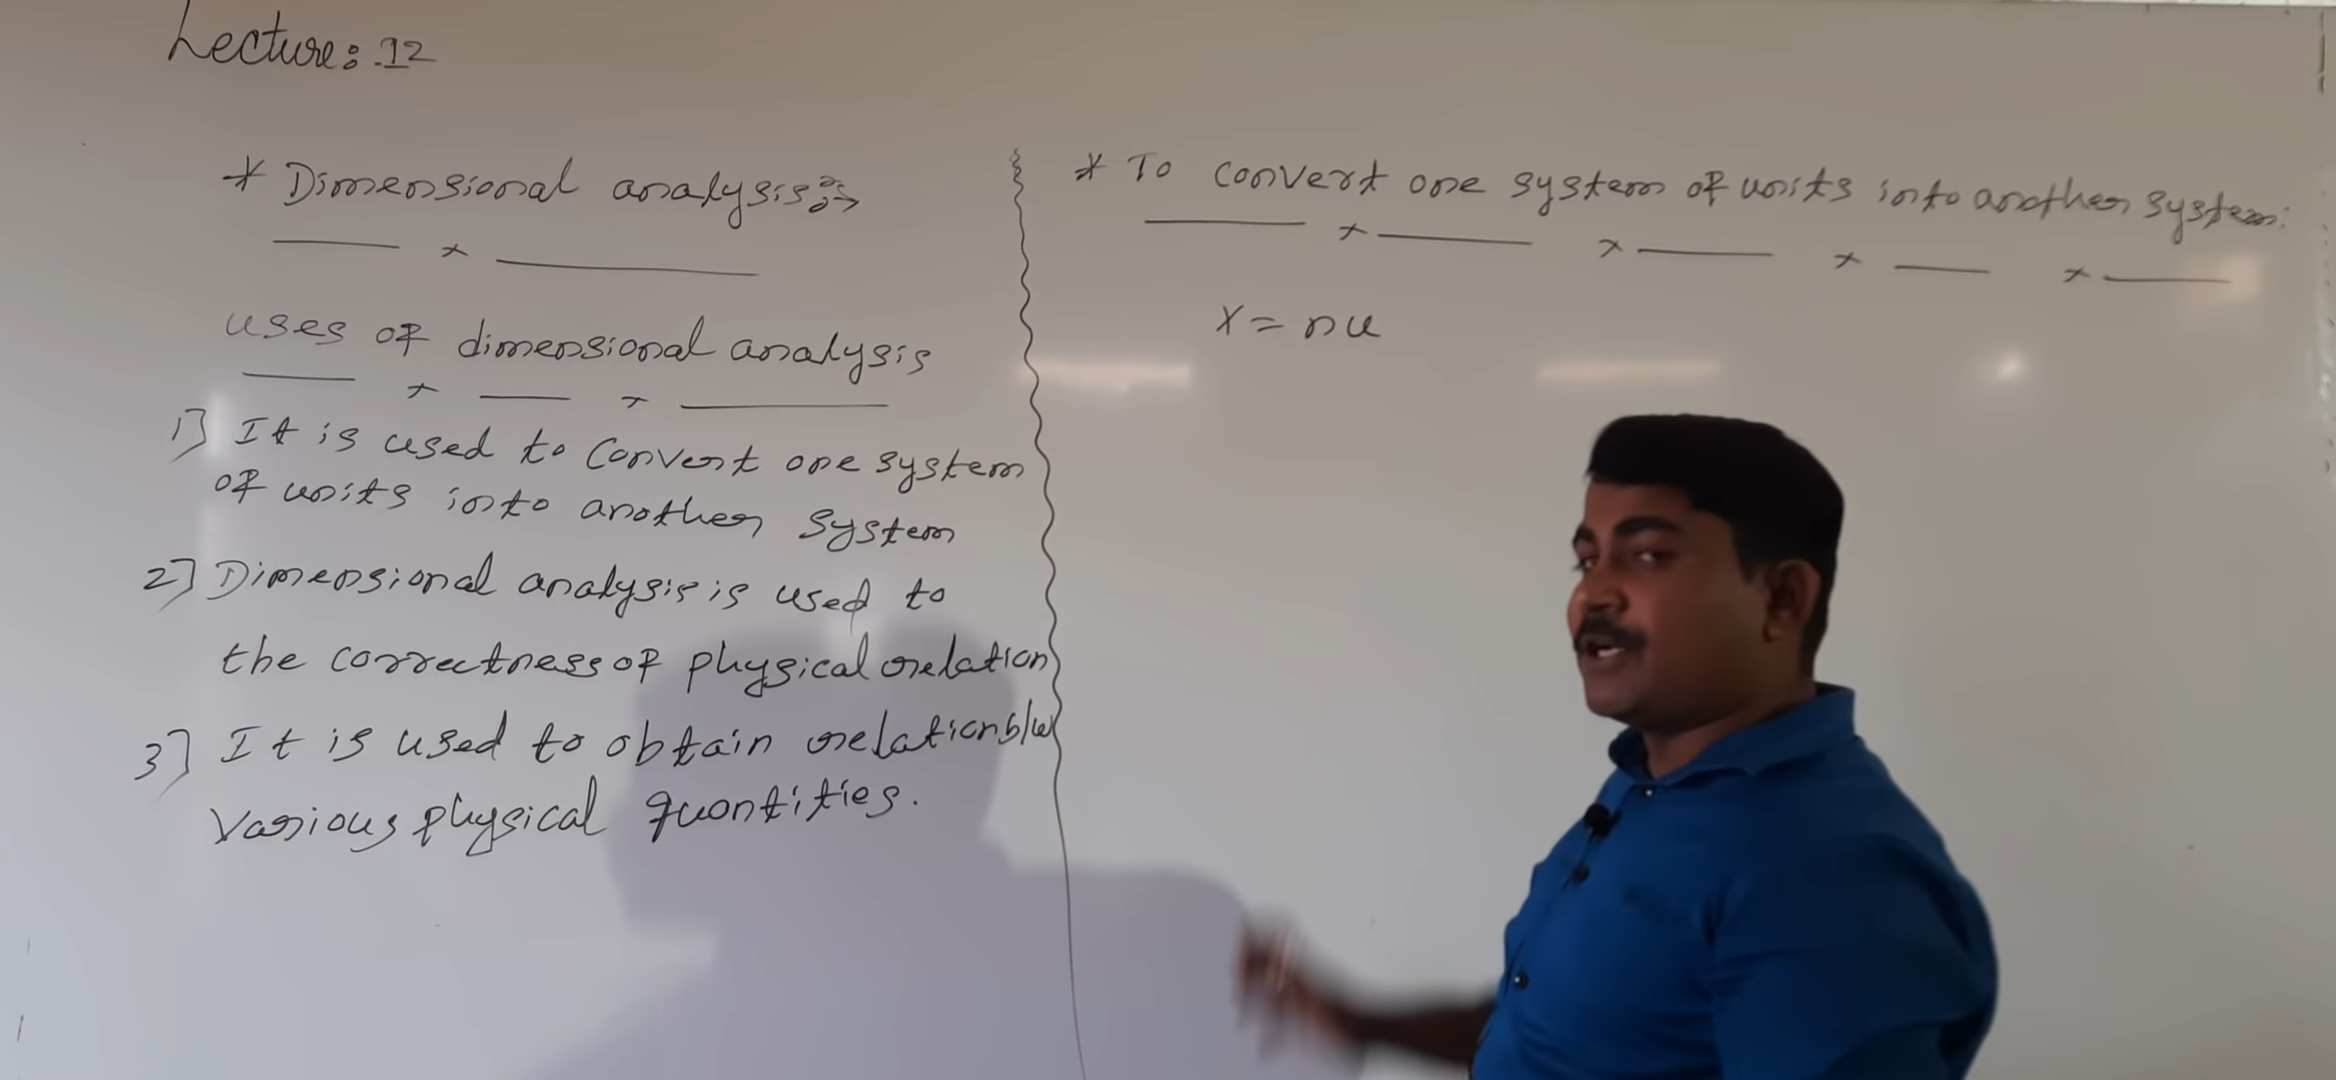 Lecture: 12
* Dimensional analysis:→
uses of dimensional analysis
1] It is used to convert one system
of units into another system
2] Dimensional analysis is used to
the correctness of physical relation
3] It is used to obtain relation b/w
various physical quantities.
* To convert one system of units into another system:
X = nu